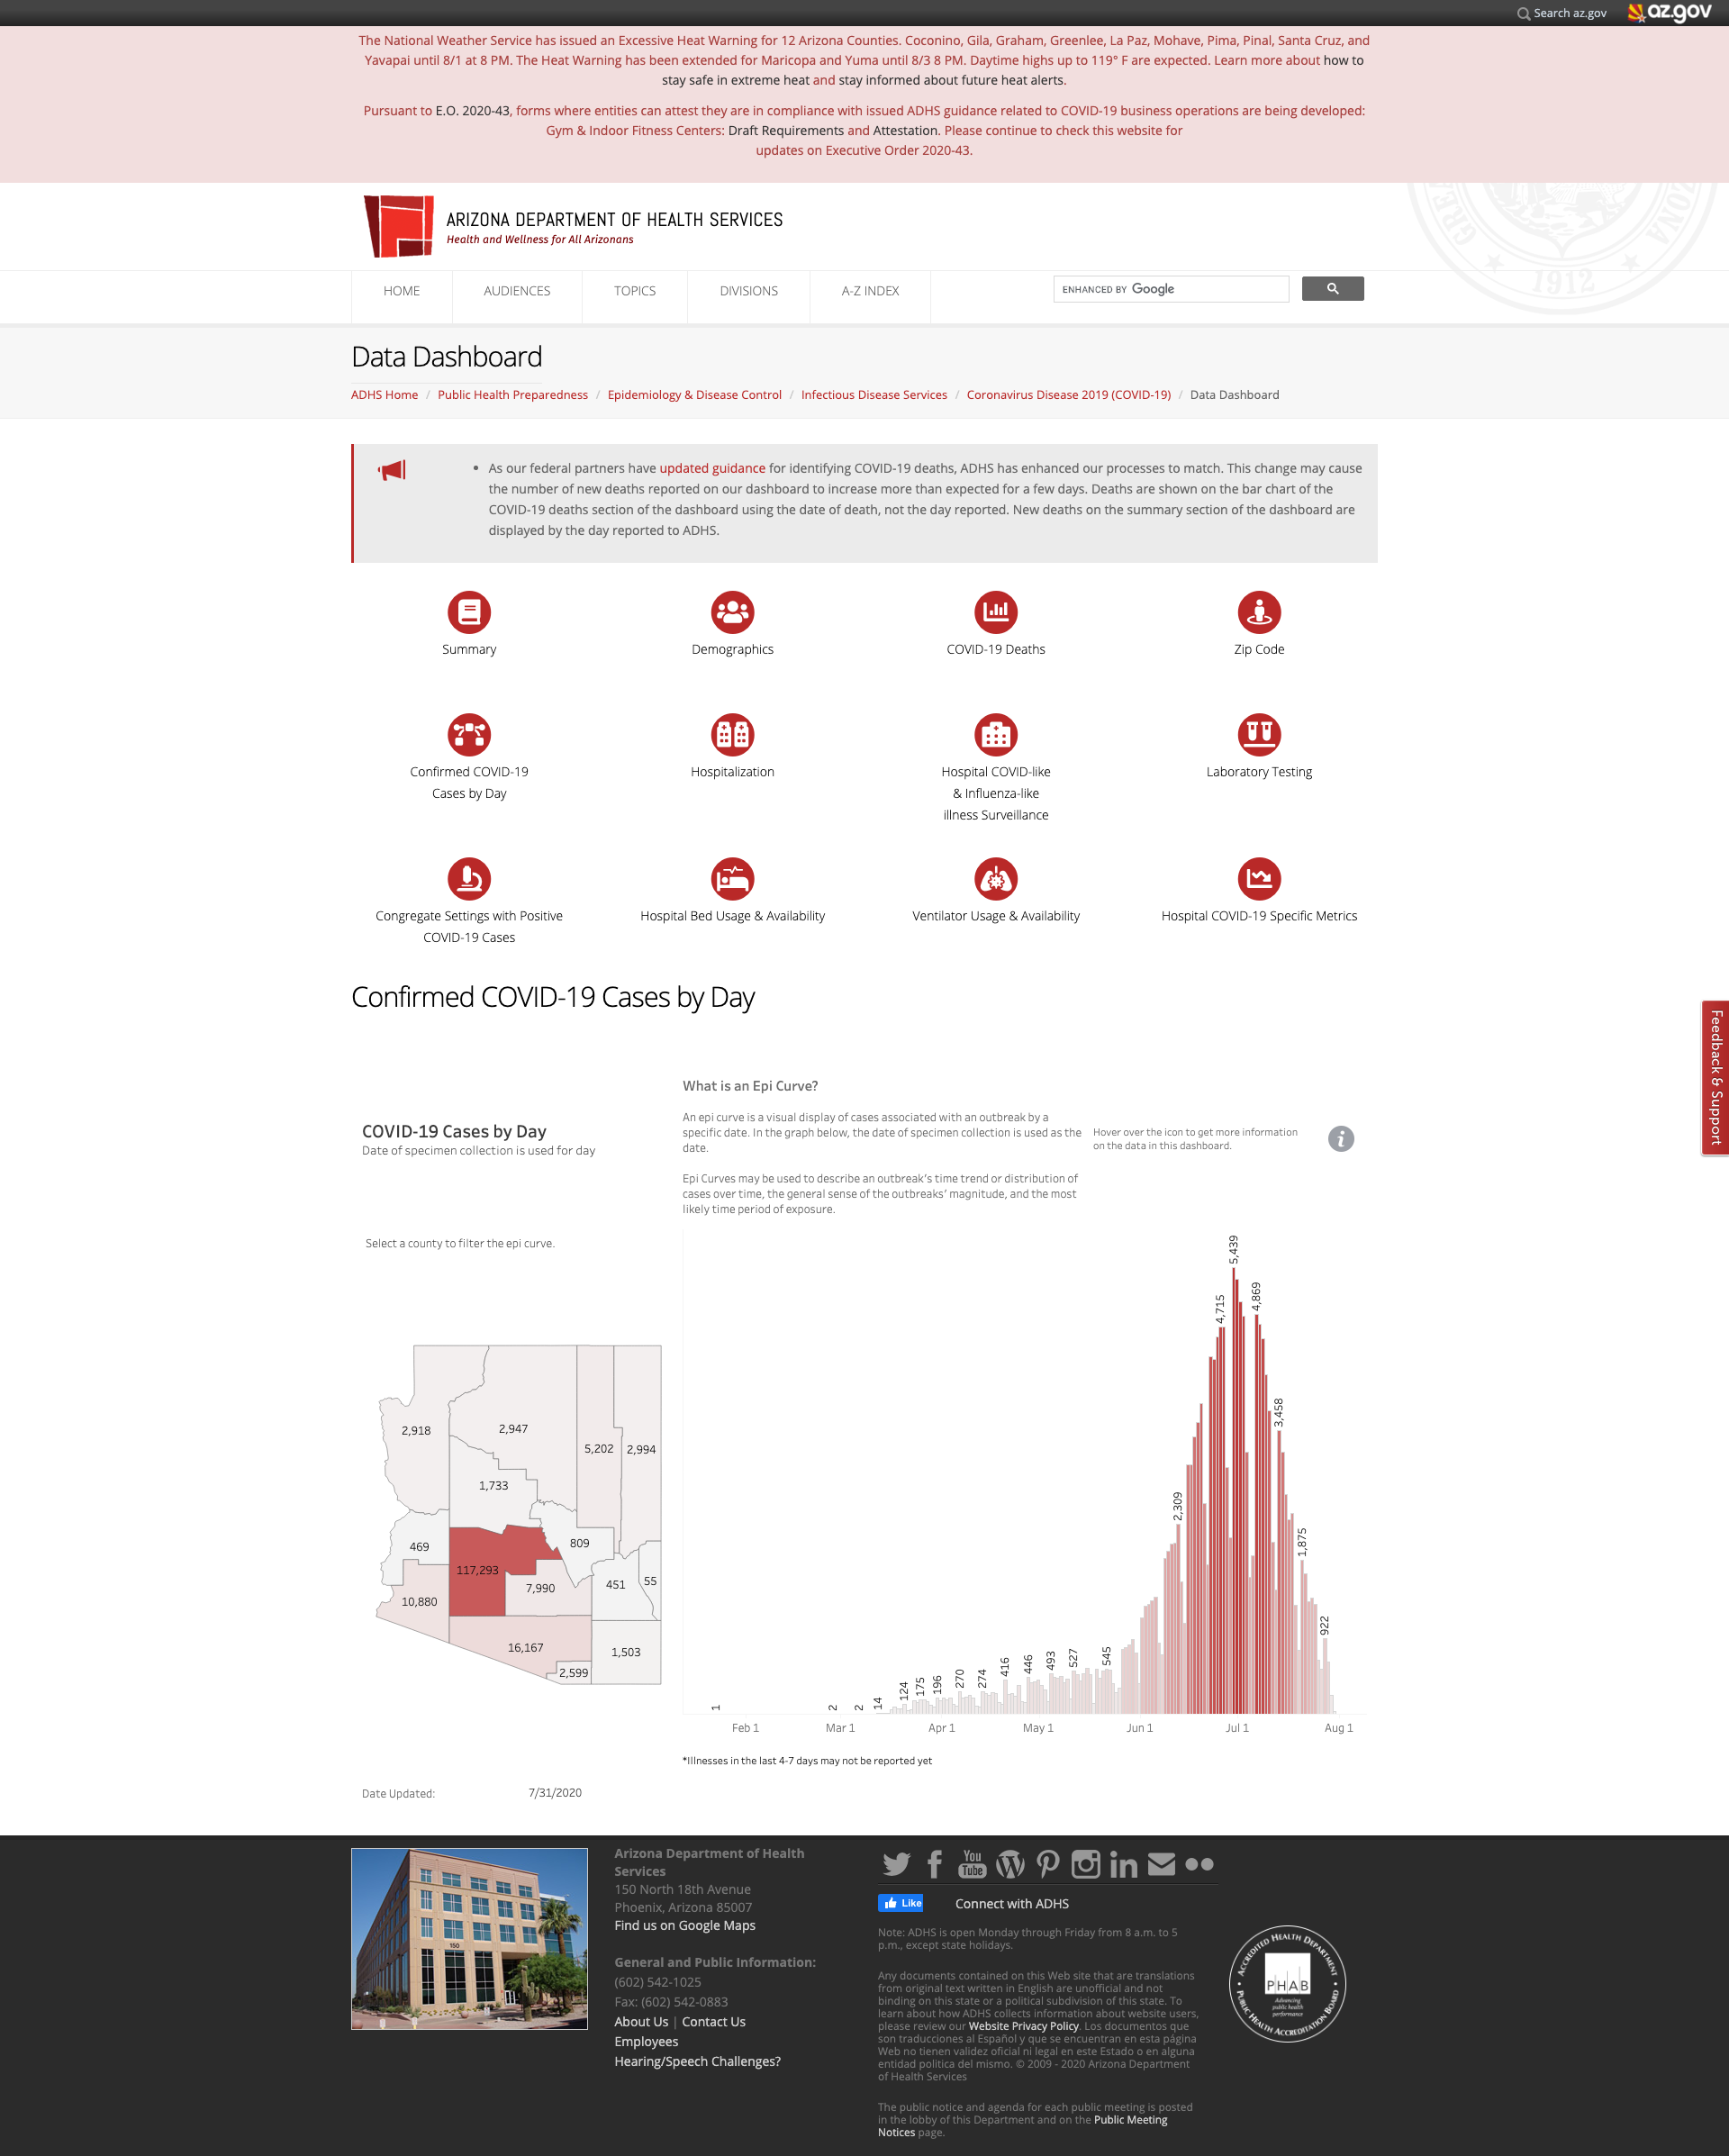 Search az.gov
az.gov
The National Weather Service has issued an Excessive Heat Warning for 12 Arizona Counties. Coconino, Gila, Graham, Greenlee, La Paz, Mohave, Pima, Pinal, Santa Cruz, and
Yavapai until 8/1 at 8 PM. The Heat Warning has been extended for Maricopa and Yuma until 8/3 8 PM. Daytime highs up to 119° F are expected. Learn more about how to
stay safe in extreme heat and stay informed about future heat alerts.
Pursuant to E.O. 2020-43, forms where entities can attest they are in compliance with issued ADHS guidance related to COVID-19 business operations are being developed:
Gym & Indoor Fitness Centers: Draft Requirements and Attestation. Please continue to check this website for
updates on Executive Order 2020-43.
ARIZONA DEPARTMENT OF HEALTH SERVICES
Health and Wellness for All Arizonans
1912
HOME
AUDIENCES
TOPICS
DIVISIONS
A-Z INDEX
ENHANCED BY Google
Data Dashboard
ADHS Home / Public Health Preparedness / Epidemiology & Disease Control / Infectious Disease Services / Coronavirus Disease 2019 (COVID-19) / Data Dashboard
• As our federal partners have updated guidance for identifying COVID-19 deaths, ADHS has enhanced our processes to match. This change may cause
the number of new deaths reported on our dashboard to increase more than expected for a few days. Deaths are shown on the bar chart of the
COVID-19 deaths section of the dashboard using the date of death, not the day reported. New deaths on the summary section of the dashboard are
displayed by the day reported to ADHS.
Summary
Demographics
COVID-19 Deaths
Zip Code
Confirmed COVID-19
Cases by Day
Hospitalization
Hospital COVID-like
& Influenza-like
illness Surveillance
Laboratory Testing
Congregate Settings with Positive
COVID-19 Cases
Hospital Bed Usage & Availability
Ventilator Usage & Availability
Hospital COVID-19 Specific Metrics
Confirmed COVID-19 Cases by Day
Feedback & Support
COVID-19 Cases by Day
Date of specimen collection is used for day
What is an Epi Curve?
An epi curve is a visual display of cases associated with an outbreak by a
specific date. In the graph below, the date of specimen collection is used as the
date.
Epi Curves may be used to describe an outbreak's time trend or distribution of
cases over time, the general sense of the outbreaks' magnitude, and the most
likely time period of exposure.
Hover over the icon to get more information
on the data in this dashboard.
i
Select a county to filter the epi curve.
2,918
2,947
5,202
2,994
1,733
469
809
117,293
7,990
451
55
10,880
16,167
1,503
2,599
1
2
2
14
124
175
196
270
274
416
446
493
527
545
2,309
4,715
5,439
4,869
3,458
1,875
922
Feb 1
Mar 1
Apr 1
May 1
Jun 1
Jul 1
Aug 1
*Illnesses in the last 4-7 days may not be reported yet
Date Updated:
7/31/2020
150
Arizona Department of Health
Services
150 North 18th Avenue
Phoenix, Arizona 85007
Find us on Google Maps
General and Public Information:
(602) 542-1025
Fax: (602) 542-0883
About Us | Contact Us
Employees
Hearing/Speech Challenges?
You
Tube
in
Like
Connect with ADHS
Note: ADHS is open Monday through Friday from 8 a.m. to 5
p.m., except state holidays.
Any documents contained on this Web site that are translations
from original text written in English are unofficial and not
binding on this state or a political subdivision of this state. To
learn about how ADHS collects information about website users,
please review our Website Privacy Policy. Los documentos que
son traducciones al Español y que se encuentran en esta página
Web no tienen validez oficial ni legal en este Estado o en alguna
entidad politica del mismo. © 2009 - 2020 Arizona Department
of Health Services
The public notice and agenda for each public meeting is posted
in the lobby of this Department and on the Public Meeting
Notices page.
ACCREDITED HEALTH DEPARTMENT
PHAB
Advancing
public health
performance
PUBLIC HEALTH ACCREDITATION BOARD